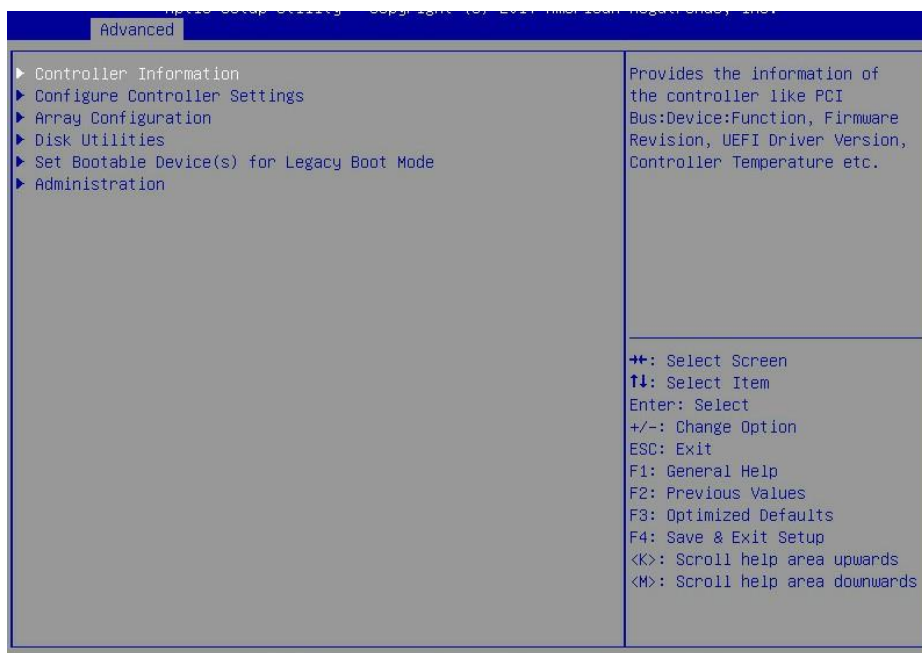 Advanced
Controller Information
Configure Controller Settings
Array Configuration
Disk Utilities
Set Bootable Device(s) for Legacy Boot Mode
Administration
Provides the information of
the controller like PCI
Bus:Device:Function, Firmware
Revision, UEFI Driver Version,
Controller Temperature etc.
→←: Select Screen
↑↓: Select Item
Enter: Select
+/-: Change Option
ESC: Exit
F1: General Help
F2: Previous Values
F3: Optimized Defaults
F4: Save & Exit Setup
<K>: Scroll help area upwards
<M>: Scroll help area downwards